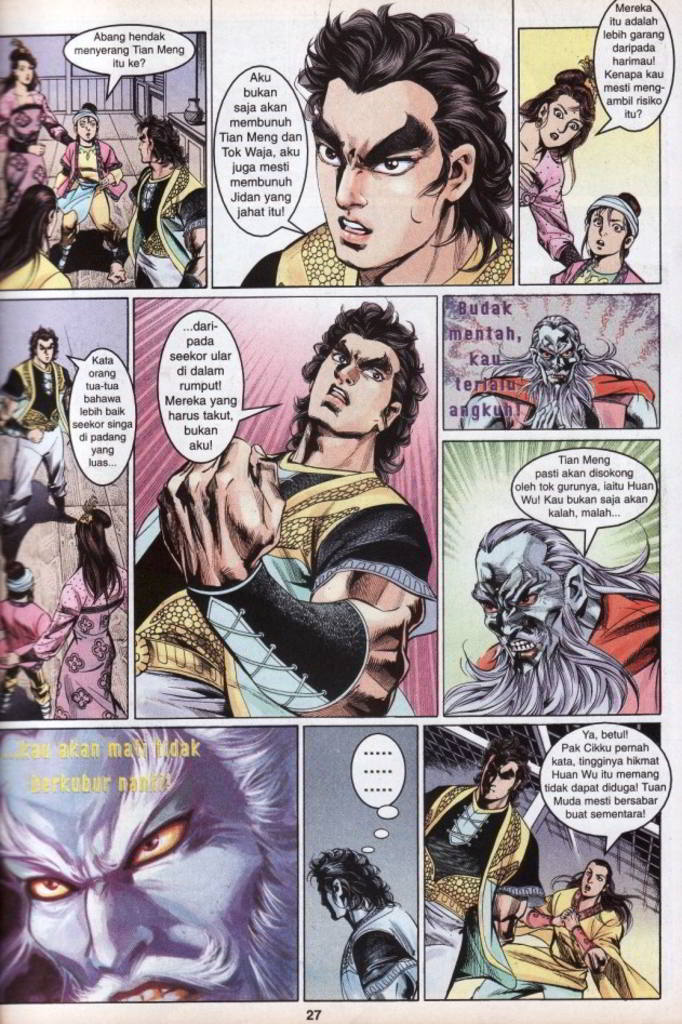 Abang hendak
menyerang Tian Meng
itu ke?
Aku
bukan
saja akan
membunuh
Tian Meng dan
Tok Waja, aku
juga mesti
membunuh
Jidan yang
jahat itu!
Mereka
itu adalah
lebih garang
daripada
harimau!
Kenapa kau
mesti meng-
ambil risiko
itu?
Kata
orang
tua-tua
bahawa
lebih baik
seekor singa
di padang
yang
luas...
...dari-
pada
seekor ular
di dalam
rumput!
Mereka yang
harus takut,
bukan
aku!
Budak
mentah,
kau
terlalu
angkuh!
Tian Meng
pasti akan disokong
oleh tok gurunya, iaitu Huan
Wu! Kau bukan saja akan
kalah, malah...
...kau akan mati tidak
berkubur nanti!
.....
.....
.....
Ya, betul!
Pak Cikku pernah
kata, tingginya hikmat
Huan Wu itu memang
tidak dapat diduga! Tuan
Muda mesti bersabar
buat sementara!
27